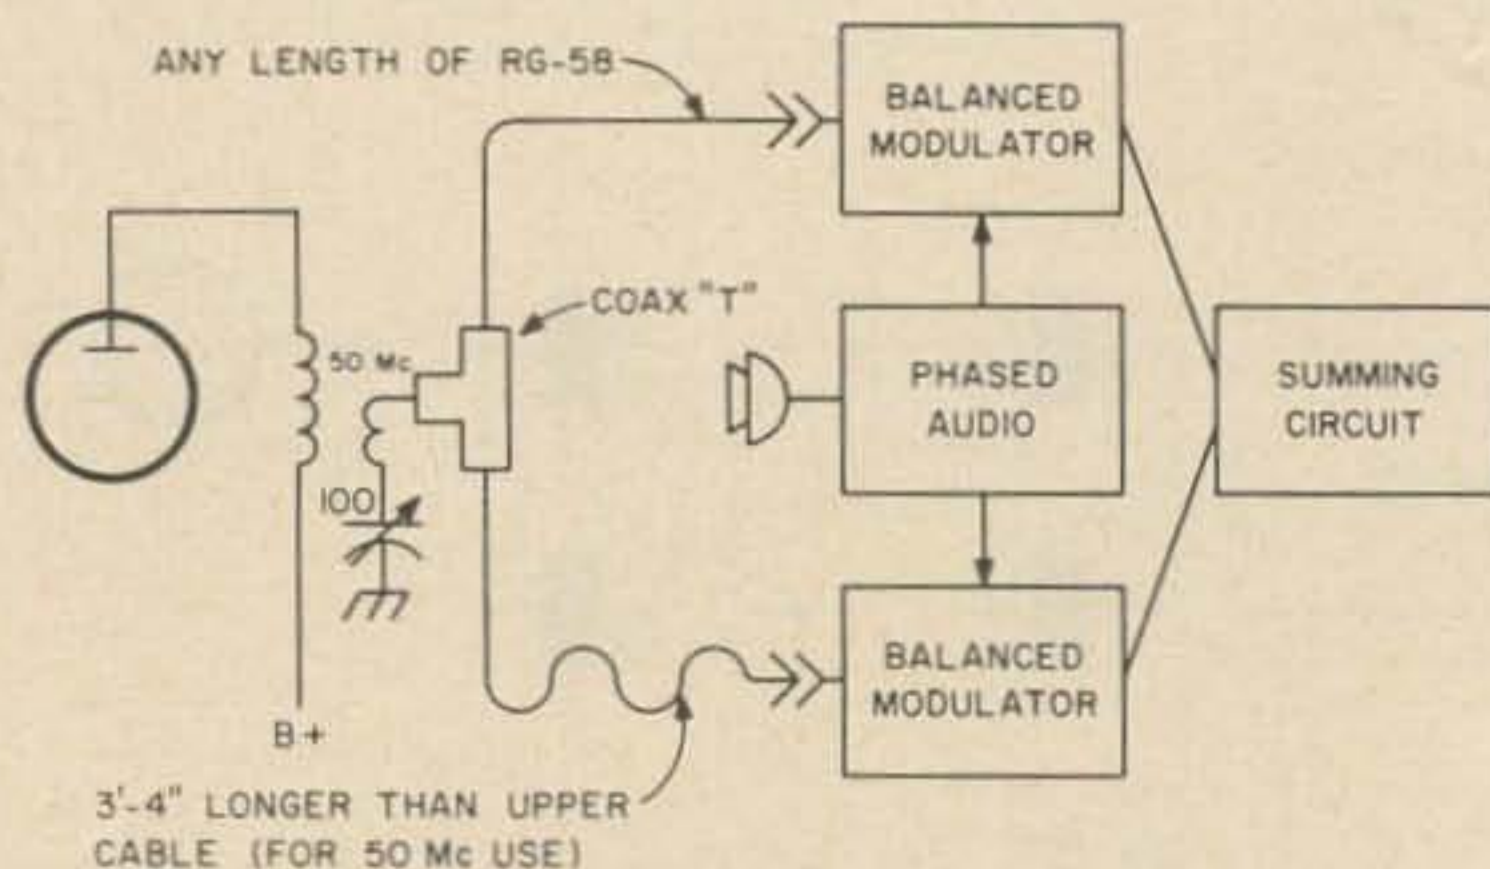 ANY LENGTH OF RG-58
BALANCED
MODULATOR
COAX "T"
50 Mc
PHASED
AUDIO
SUMMING
CIRCUIT
100
BALANCED
MODULATOR
B+
3'-4" LONGER THAN UPPER
CABLE (FOR 50 Mc USE)